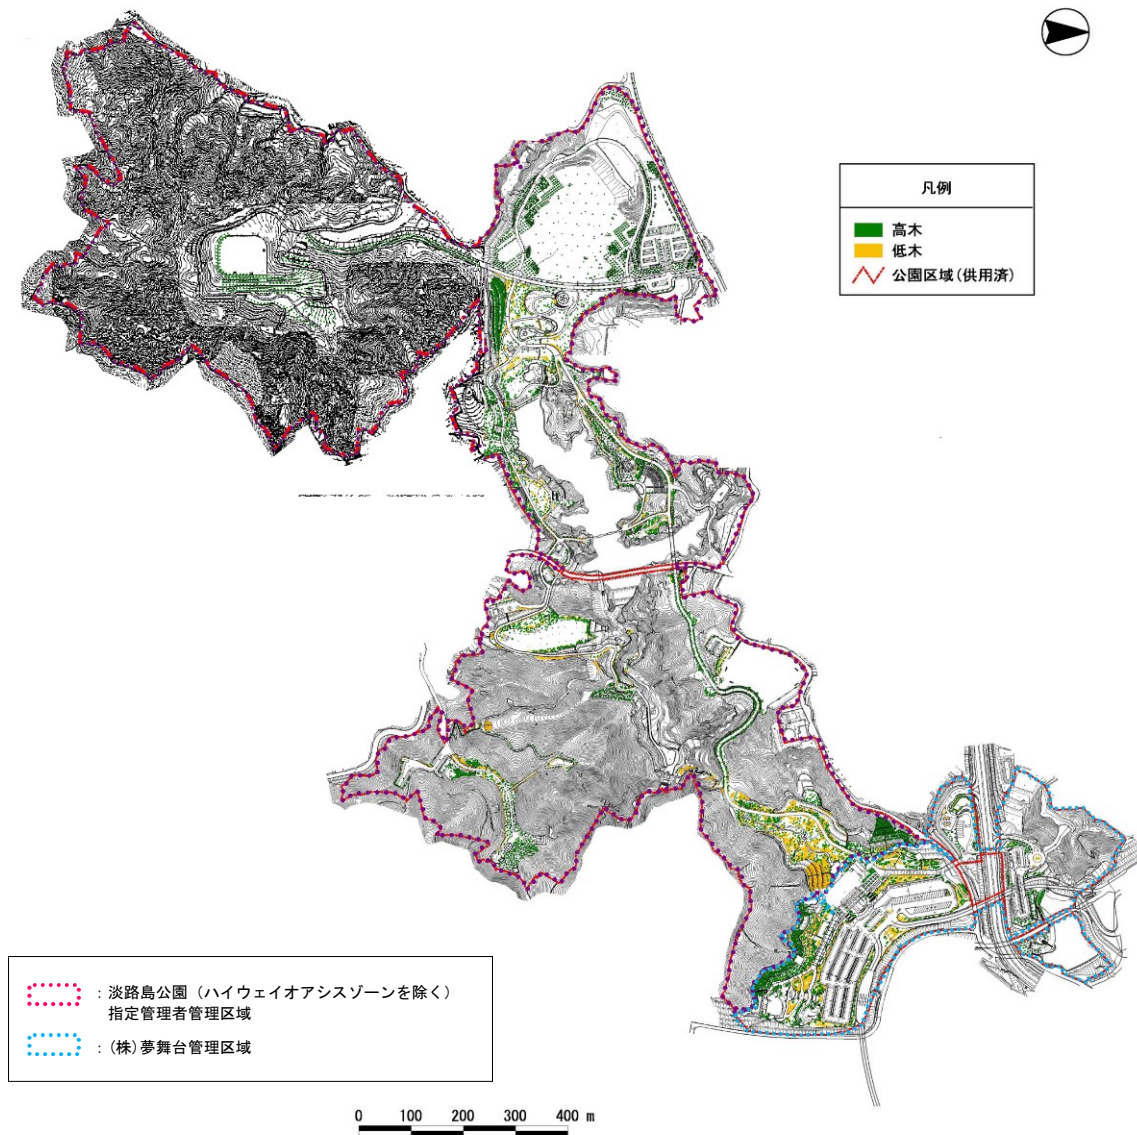 凡例
高木
低木
公園区域(供用済)
：淡路島公園（ハイウェイオアシスゾーンを除く）
指定管理者管理区域
：(株)夢舞台管理区域
0 100 200 300 400 m